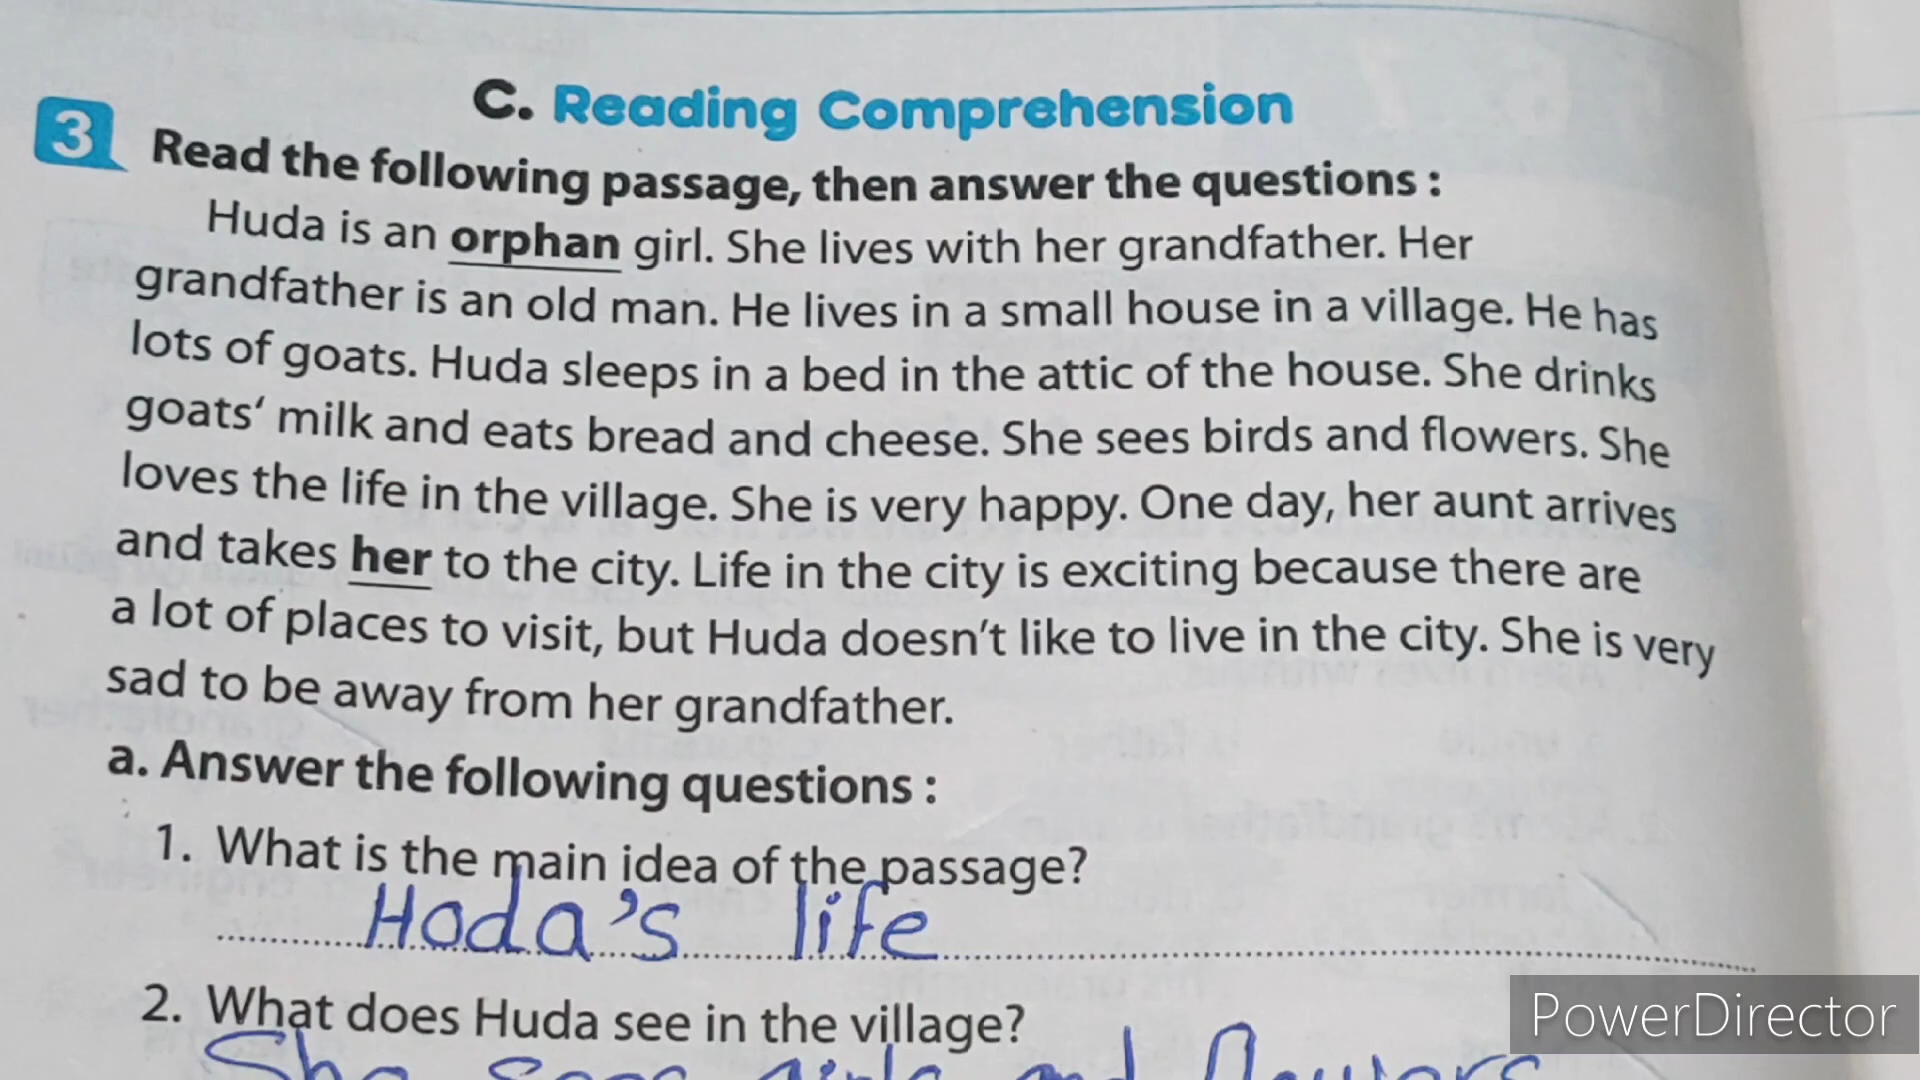 C. Reading Comprehension
3 Read the following passage, then answer the questions :
Huda is an orphan girl. She lives with her grandfather. Her
grandfather is an old man. He lives in a small house in a village. He has
lots of goats. Huda sleeps in a bed in the attic of the house. She drinks
goats‘ milk and eats bread and cheese. She sees birds and flowers. She
loves the life in the village. She is very happy. One day, her aunt arrives
and takes her to the city. Life in the city is exciting because there are
a lot of places to visit, but Huda doesn’t like to live in the city. She is very
sad to be away from her grandfather.
a. Answer the following questions :
1. What is the main idea of the passage?
Hoda’s life
2. What does Huda see in the village?
She sees and flowers
PowerDirector